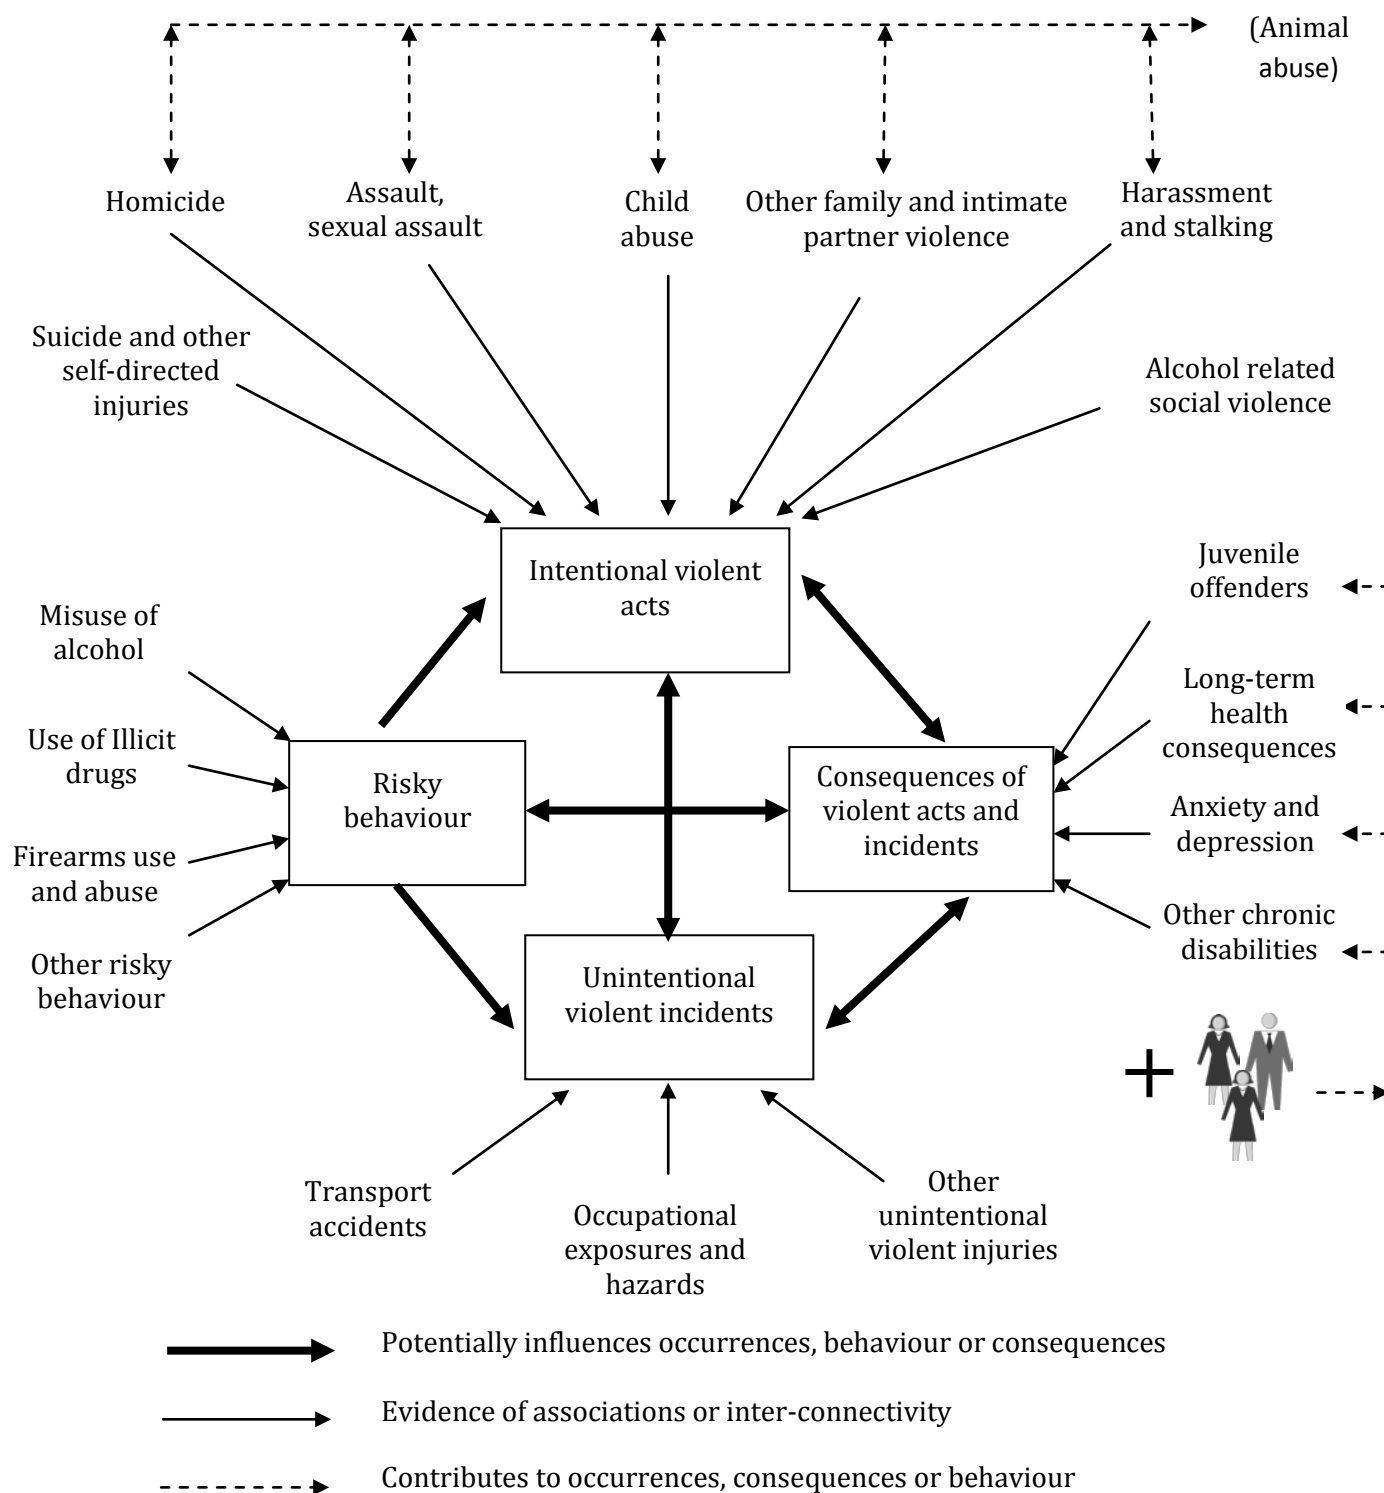 (Animal
abuse)
Homicide
Assault,
sexual assault
Child
abuse
Other family and intimate
partner violence
Harassment
and stalking
Suicide and other
self-directed
injuries
Alcohol related
social violence
Intentional violent
acts
Juvenile
offenders
Misuse of
alcohol
Long-term
health
consequences
Use of Illicit
drugs
Risky
behaviour
Consequences of
violent acts and
incidents
Anxiety and
depression
Firearms use
and abuse
Other chronic
disabilities
Other risky
behaviour
Unintentional
violent incidents
+
Transport
accidents
Occupational
exposures and
hazards
Other
unintentional
violent injuries
Potentially influences occurrences, behaviour or consequences
Evidence of associations or inter-connectivity
Contributes to occurrences, consequences or behaviour